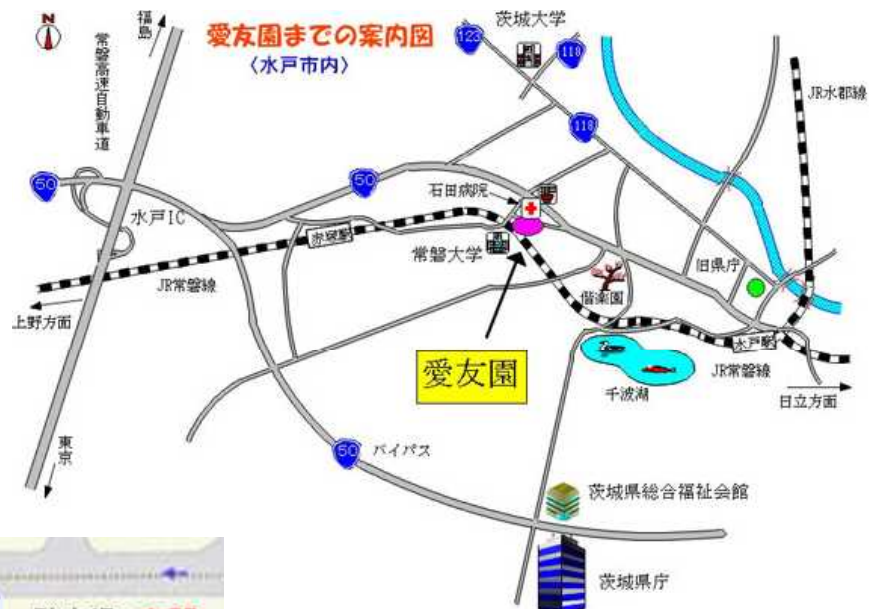 N
福島
愛友園までの案内図
〈水戸市内〉
茨城大学
123
118
常磐高速自動車道
JR水郡線
118
50
50
石田病院
水戸IC
赤塚駅
常磐大学
旧県庁
JR常磐線
偕楽園
上野方面
水戸駅
愛友園
JR常磐線
千波湖
日立方面
東京
50
バイパス
茨城県総合福祉会館
茨城県庁